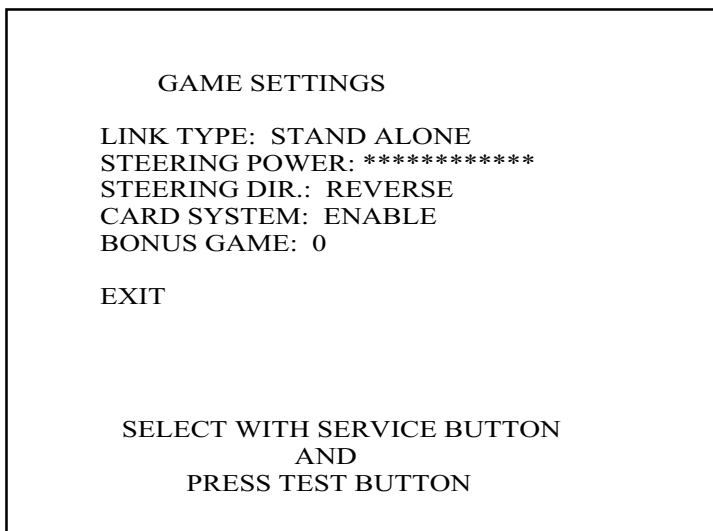 GAME SETTINGS
LINK TYPE: STAND ALONE
STEERING POWER: ************
STEERING DIR.: REVERSE
CARD SYSTEM: ENABLE
BONUS GAME: 0
EXIT
SELECT WITH SERVICE BUTTON
AND
PRESS TEST BUTTON